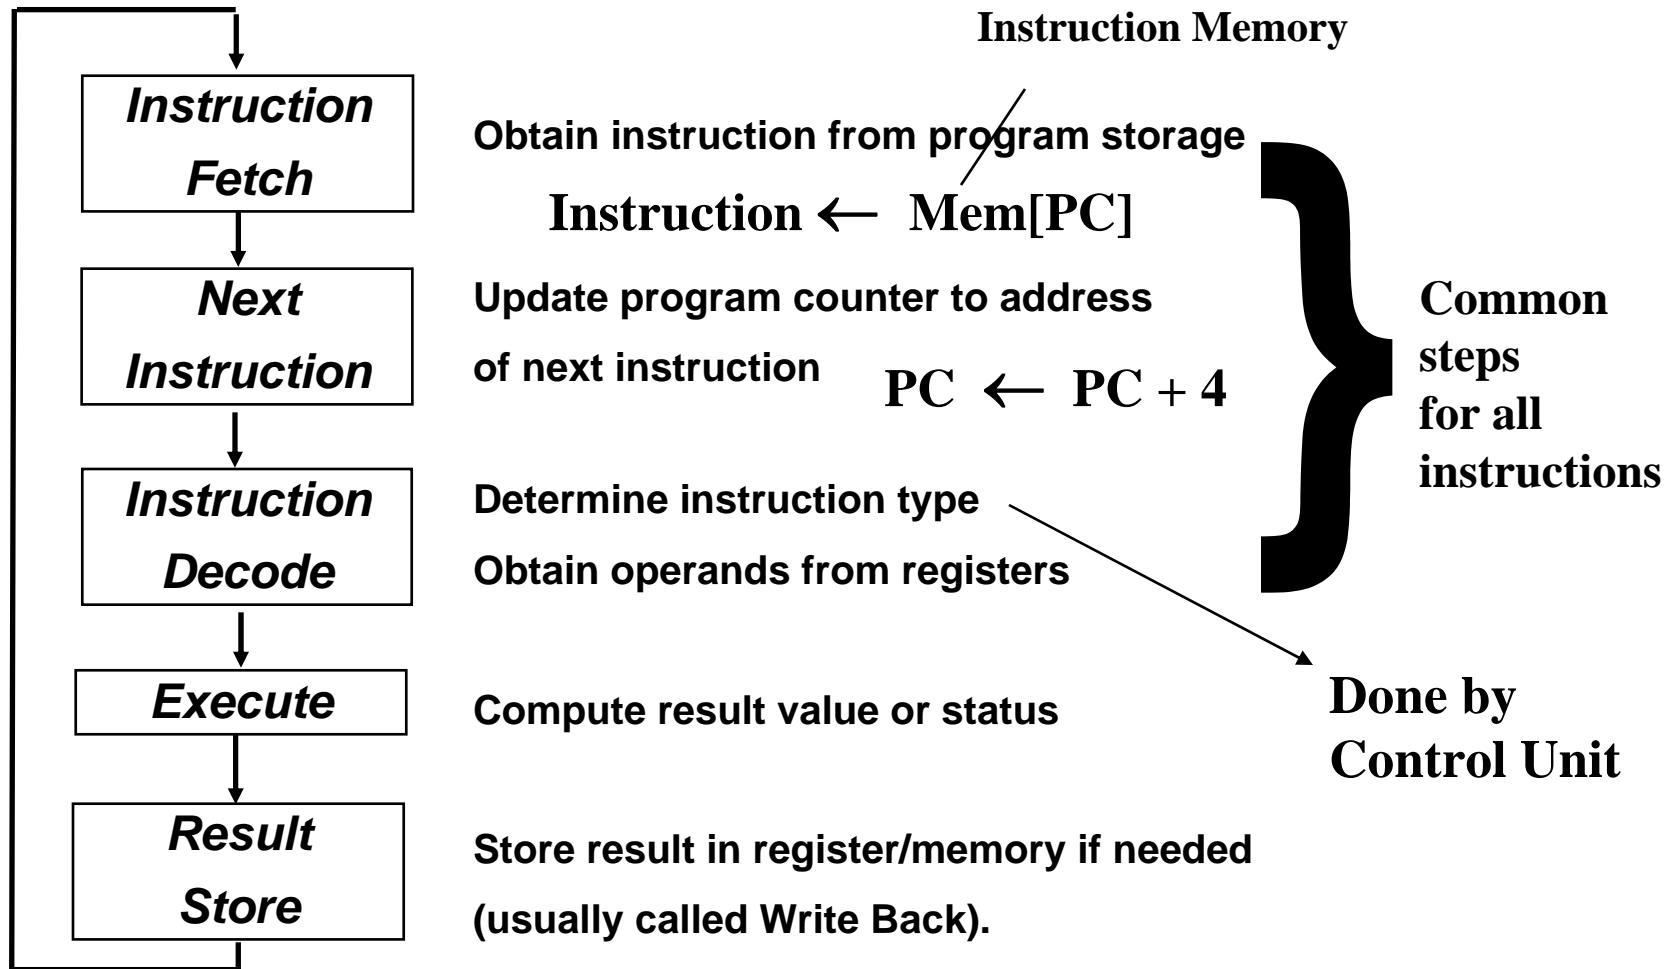 Instruction Memory
Instruction
Fetch
Obtain instruction from program storage
Instruction ← Mem[PC]
Next
Instruction
Update program counter to address
of next instruction
PC ← PC + 4
Common
steps
for all
instructions
Instruction
Decode
Determine instruction type
Obtain operands from registers
Execute
Compute result value or status
Done by
Control Unit
Result
Store
Store result in register/memory if needed
(usually called Write Back).